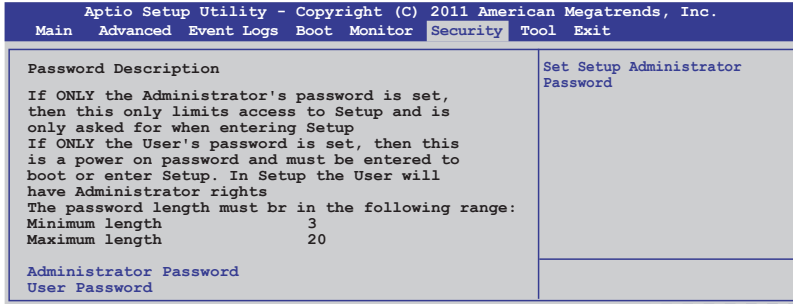 Aptio Setup Utility - Copyright (C) 2011 American Megatrends, Inc.
Main Advanced Event Logs Boot Monitor Security Tool Exit
Password Description
If ONLY the Administrator's password is set,
then this only limits access to Setup and is
only asked for when entering Setup
If ONLY the User's password is set, then this
is a power on password and must be entered to
boot or enter Setup. In Setup the User will
have Administrator rights
The password length must br in the following range:
Minimum length 3
Maximum length 20
Administrator Password
User Password
Set Setup Administrator
Password